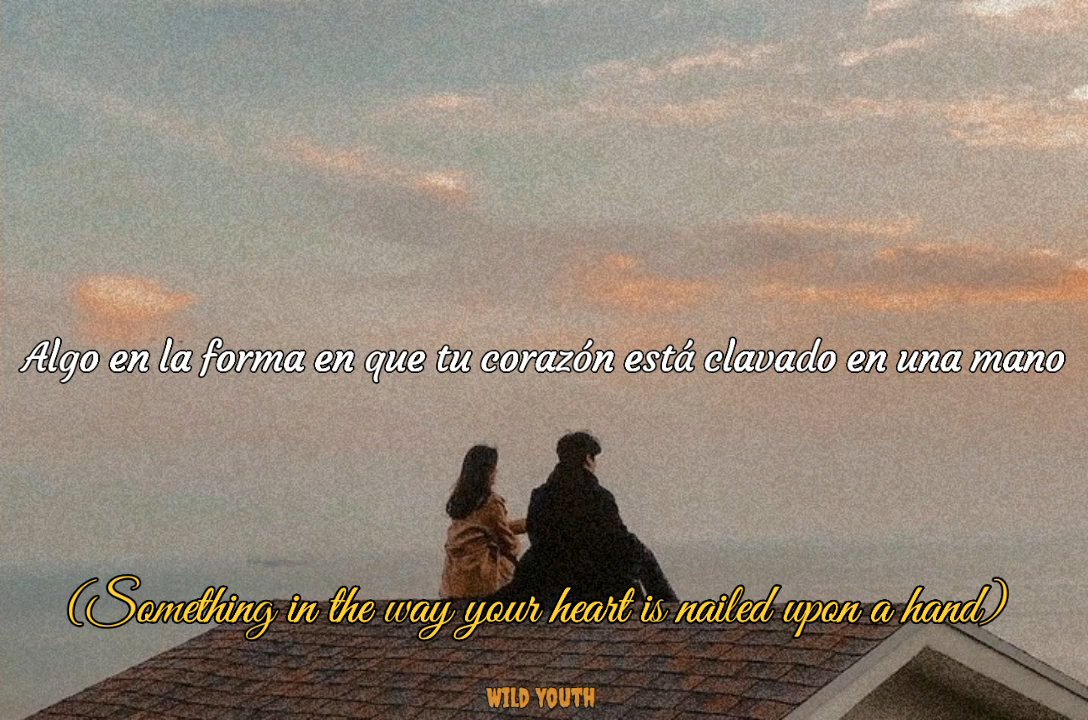 Algo en la forma en que tu corazón está clavado en una mano
(Something in the way your heart is nailed upon a hand)
WILD YOUTH